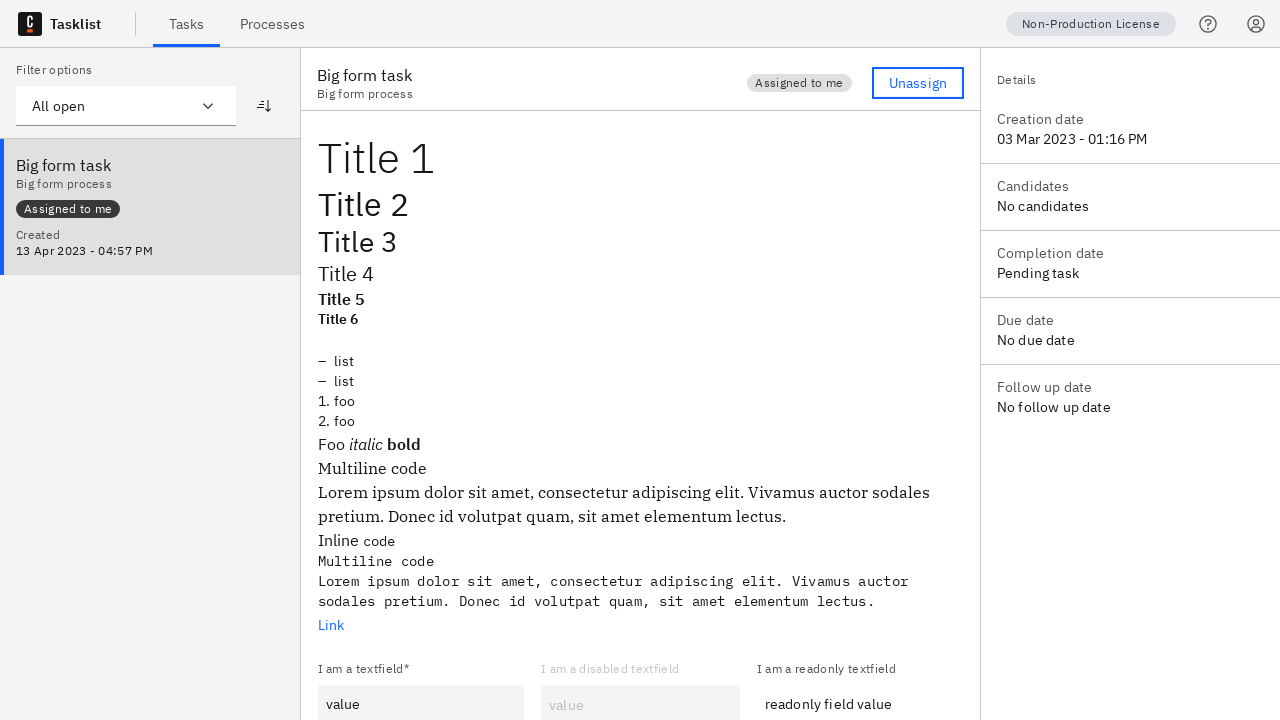 Tasklist
Tasks
Processes
Non-Production License
Filter options
All open
Big form task
Big form process
Assigned to me
Created
13 Apr 2023 - 04:57 PM
Big form task
Big form process
Assigned to me
Unassign
Title 1
Title 2
Title 3
Title 4
Title 5
Title 6
– list
– list
1. foo
2. foo
Foo italic bold
Multiline code
Lorem ipsum dolor sit amet, consectetur adipiscing elit. Vivamus auctor sodales
pretium. Donec id volutpat quam, sit amet elementum lectus.
Inline code
Multiline code
Lorem ipsum dolor sit amet, consectetur adipiscing elit. Vivamus auctor
sodales pretium. Donec id volutpat quam, sit amet elementum lectus.
Link
I am a textfield*
I am a disabled textfield
I am a readonly textfield
value
value
readonly field value
Details
Creation date
03 Mar 2023 - 01:16 PM
Candidates
No candidates
Completion date
Pending task
Due date
No due date
Follow up date
No follow up date